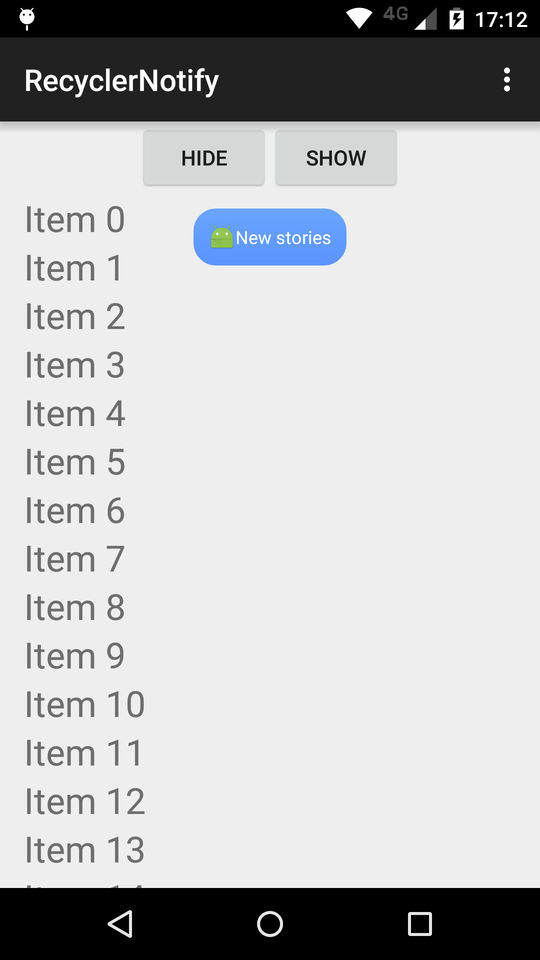 4G 17:12
RecyclerNotify
HIDE SHOW
Item 0
New stories
Item 1
Item 2
Item 3
Item 4
Item 5
Item 6
Item 7
Item 8
Item 9
Item 10
Item 11
Item 12
Item 13